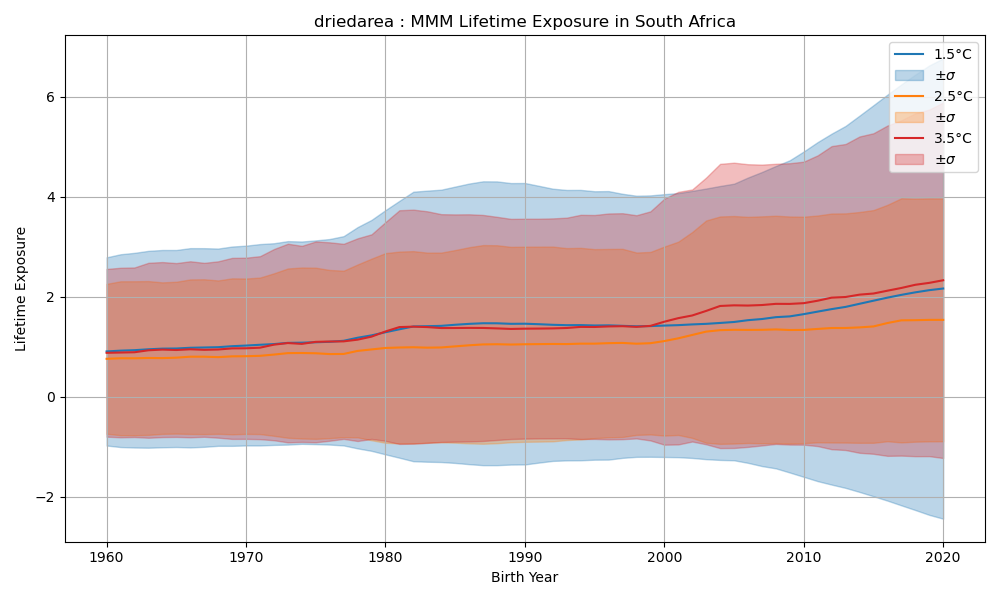 driedarea : MMM Lifetime Exposure in South Africa
1.5°C
±σ
2.5°C
±σ
3.5°C
±σ
Lifetime Exposure
6
4
2
0
−2
1960 1970 1980 1990 2000 2010 2020
Birth Year